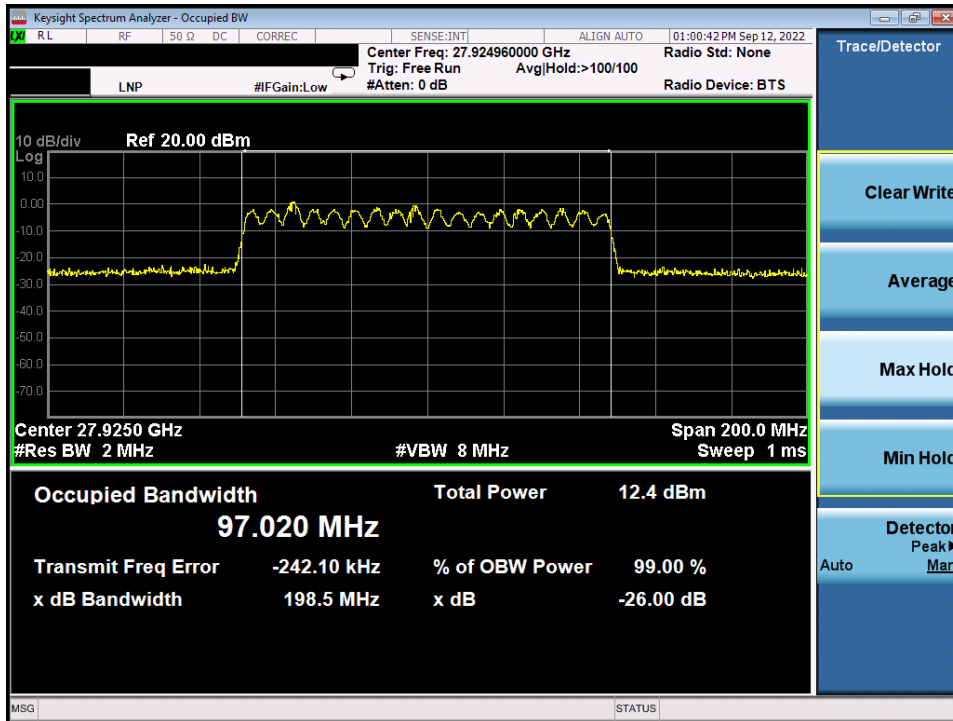 Keysight Spectrum Analyzer - Occupied BW
LXI RL RF 50 Ω DC CORREC SENSE:INT ALIGN AUTO 01:00:42 PM Sep 12, 2022
Center Freq: 27.924960000 GHz Radio Std: None
Trig: Free Run Avg|Hold:>100/100
LNP #IFGain:Low #Atten: 0 dB Radio Device: BTS
Trace/Detector
10 dB/div Ref 20.00 dBm
Log
10.0
0.00
-10.0
-20.0
-30.0
-40.0
-50.0
-60.0
-70.0
Center 27.9250 GHz Span 200.0 MHz
#Res BW 2 MHz #VBW 8 MHz Sweep 1 ms
Occupied Bandwidth Total Power 12.4 dBm
97.020 MHz
Transmit Freq Error -242.10 kHz % of OBW Power 99.00 %
x dB Bandwidth 198.5 MHz x dB -26.00 dB
Clear Write
Average
Max Hold
Min Hold
Detector
Peak
Auto Man
MSG STATUS